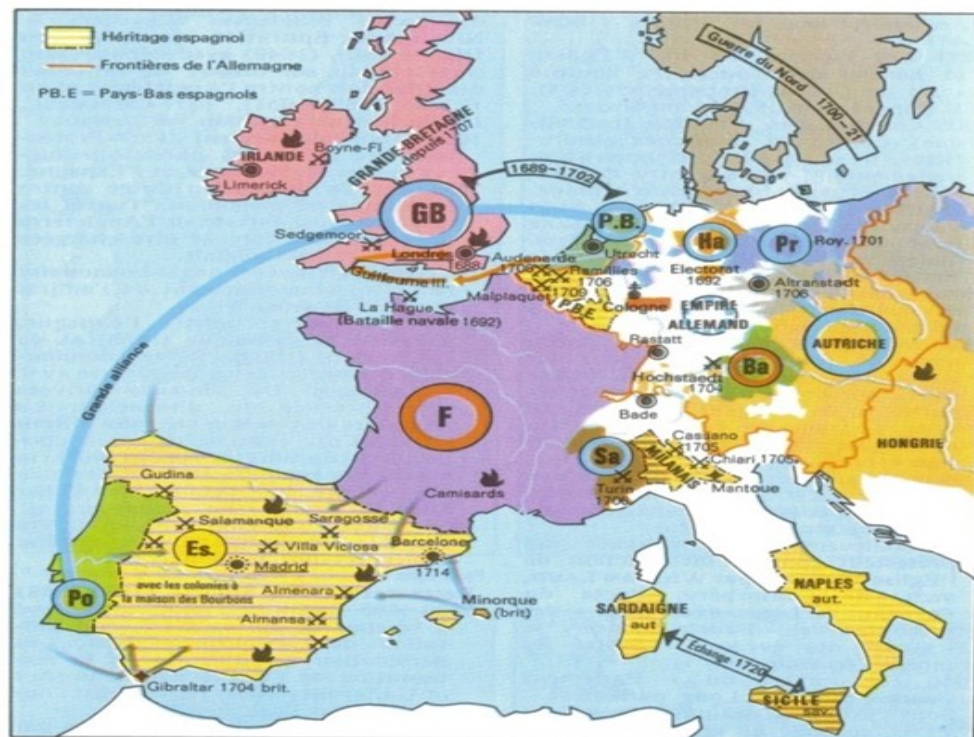 Héritage espagnol
Frontières de l'Allemagne
PB.E = Pays-Bas espagnols
Guerre du Nord 1700-21
IRLANDE
Boyne-Fl
Limerick
GRANDE-BRETAGNE
depuis 1707
1689-1702
GB
P.B.
Ha
Pr
Roy. 1701
Sedgemoor
Londres
1688
Guillaume III.
Utrecht
Electorat
1692
Audenarde
1708
Ramillies
1706
Malplaquet
1709
P.B.E.
Cologne
Altranstadt
1706
EMPIRE
ALLEMAND
La Hague
(Bataille navale 1692)
AUTRICHE
Rastatt
Hochstaedt
1704
Ba
Bade
Grande alliance
F
HONGRIE
Sa
MILANAIS
Cassano
1705
Chiari 1705
Turin
Mantoue
Camisards
Gudina
Salamanque
Saragosse
Es.
Villa Viciosa
Barcelone
1714
Madrid
avec les colonies à
la maison des Bourbons
Almenara
Po
Minorque
(brit)
Almansa
SARDAIGNE
aut
NAPLES
aut.
Echange 1720
Gibraltar 1704 brit.
SICILE
sav.